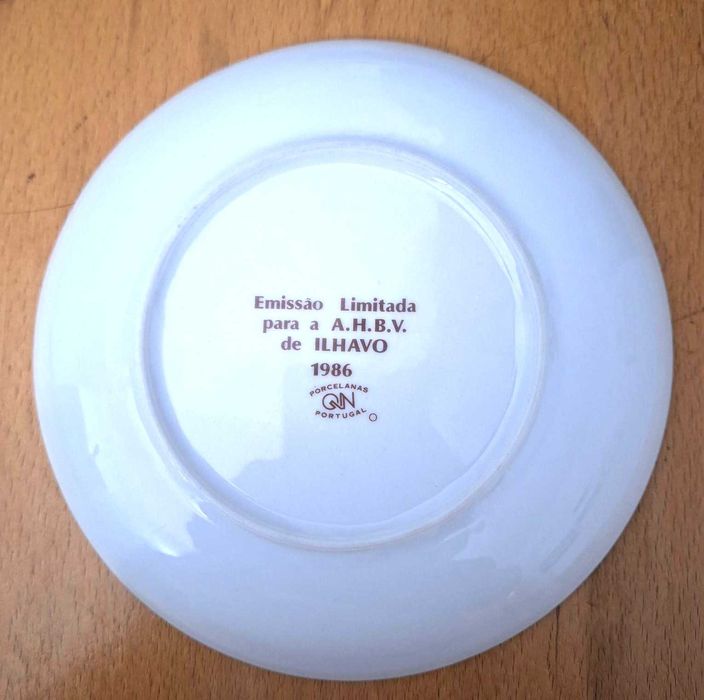 Emissão Limitada
para a A.H.B.V.
de ILHAVO
1986
PORCELANAS
QN
PORTUGAL